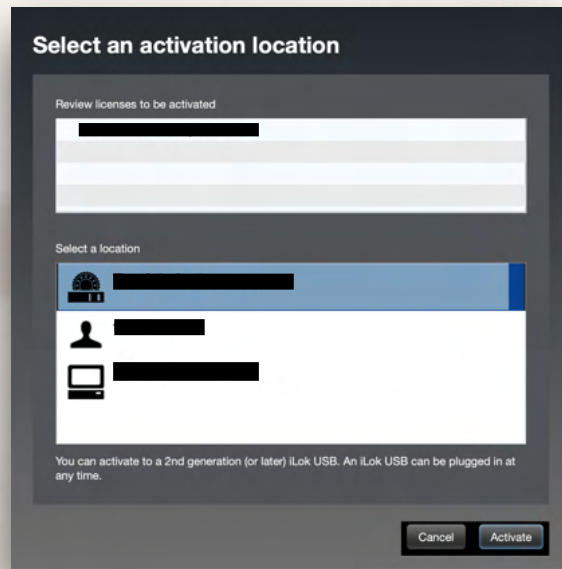 Select an activation location
Review licenses to be activated
Select a location
You can activate to a 2nd generation (or later) iLok USB. An iLok USB can be plugged in at
any time.
Cancel Activate